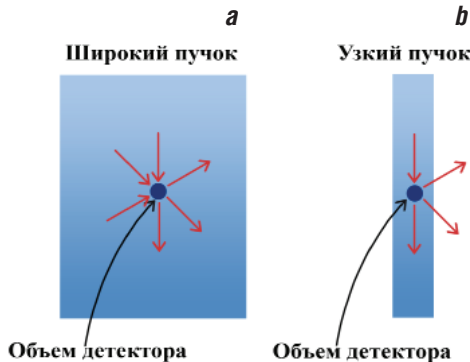 a
b
Широкий пучок
Узкий пучок
Объем детектора
Объем детектора